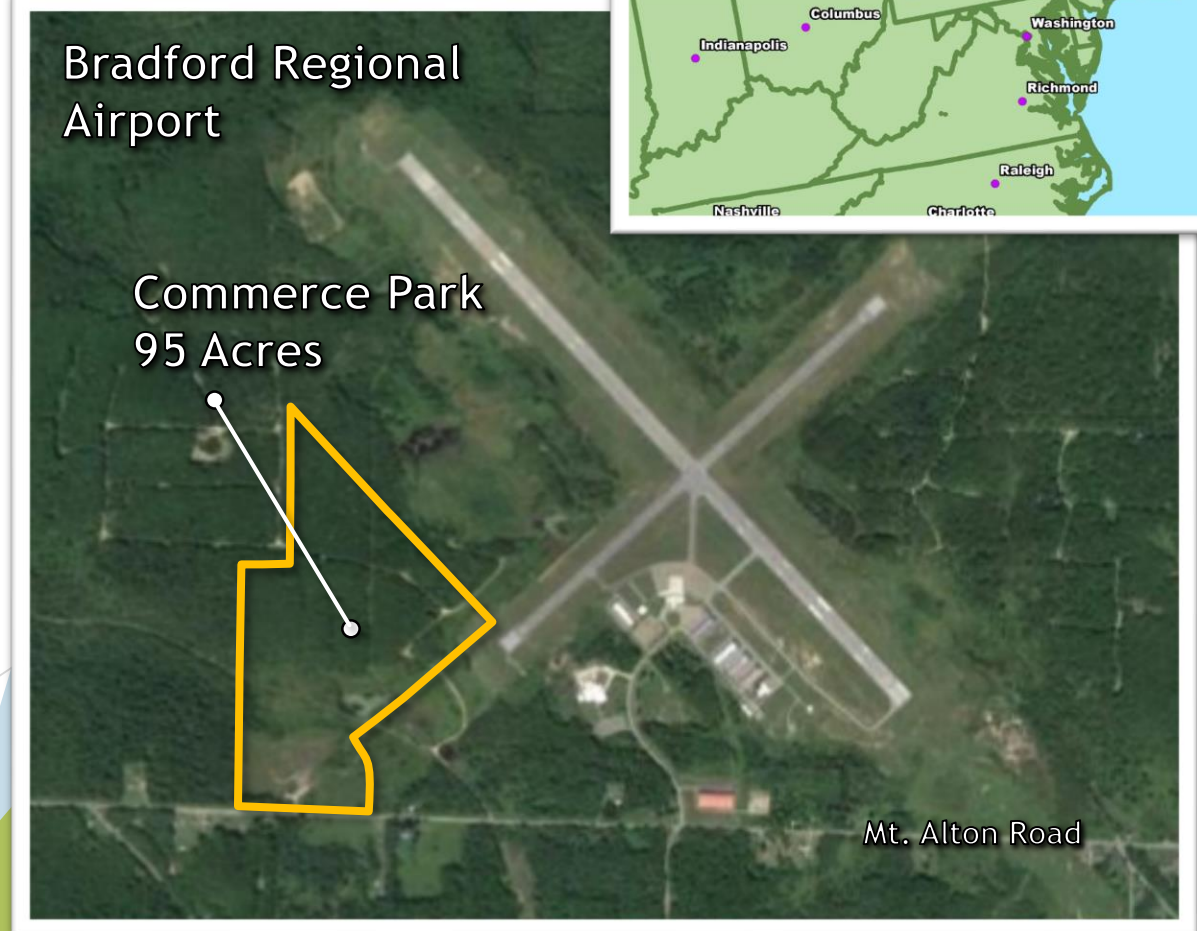 Bradford Regional
Airport
Columbus
Washington
Indianapolis
Richmond
Raleigh
Nashville
Charlotte
Commerce Park
95 Acres
Mt. Alton Road